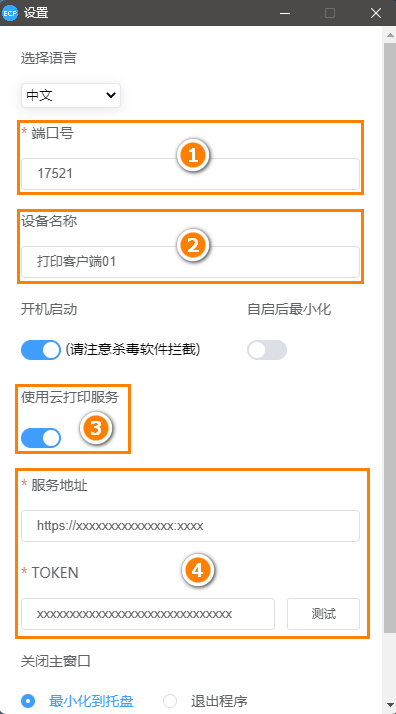 ECP 设置
选择语言
中文
* 端口号
1
17521
设备名称
2
打印客户端01
开机启动 自启后最小化
(请注意杀毒软件拦截)
使用云打印服务
3
* 服务地址
https://xxxxxxxxxxxxxxx:xxxx
* TOKEN
4
xxxxxxxxxxxxxxxxxxxxxxxxxxxxxx 测试
关闭主窗口
最小化到托盘 退出程序